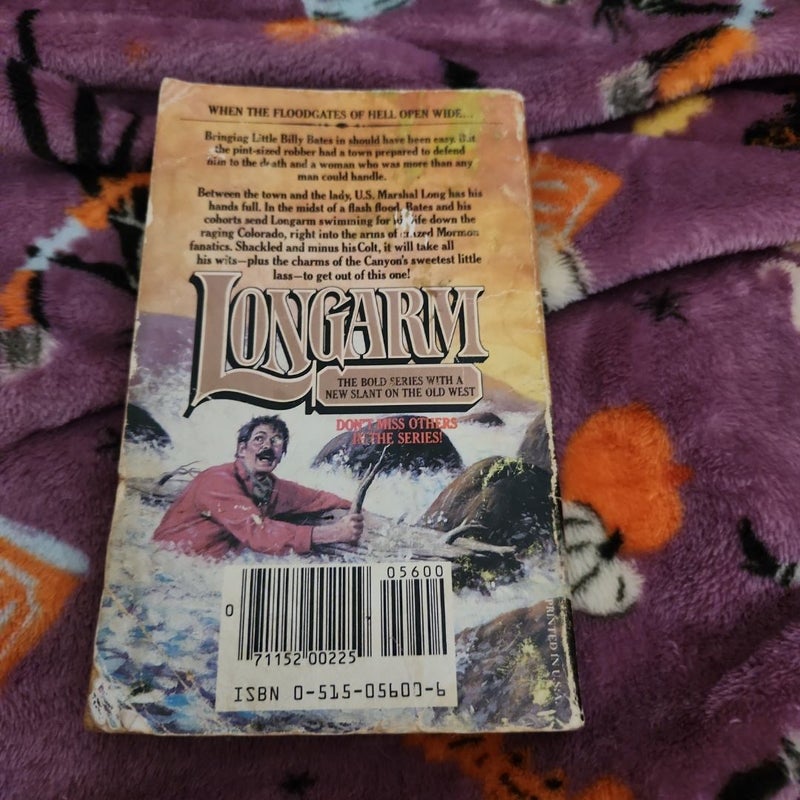 WHEN THE FLOODGATES OF HELL OPEN WIDE...
Bringing Little Billy Bates in should have been easy. But
the pint-sized robber had a town prepared to defend
him to the death and a woman who was more than any
man could handle.
Between the town and the lady, U.S. Marshal Long has his
hands full. In the midst of a flash flood, Bates and his
cohorts send Longarm swimming for life down the
raging Colorado, right into the arms of crazed Mormon
fanatics. Shackled and minus his Colt, it will take all
his wits—plus the charms of the Canyon's sweetest little
lass—to get out of this one!
LONGARM
THE BOLD SERIES WITH A
NEW SLANT ON THE OLD WEST
DON'T MISS OTHERS
IN THE SERIES!
05600
0
71152 00225
ISBN 0-515-05600-6
PRINTED IN U.S.A.